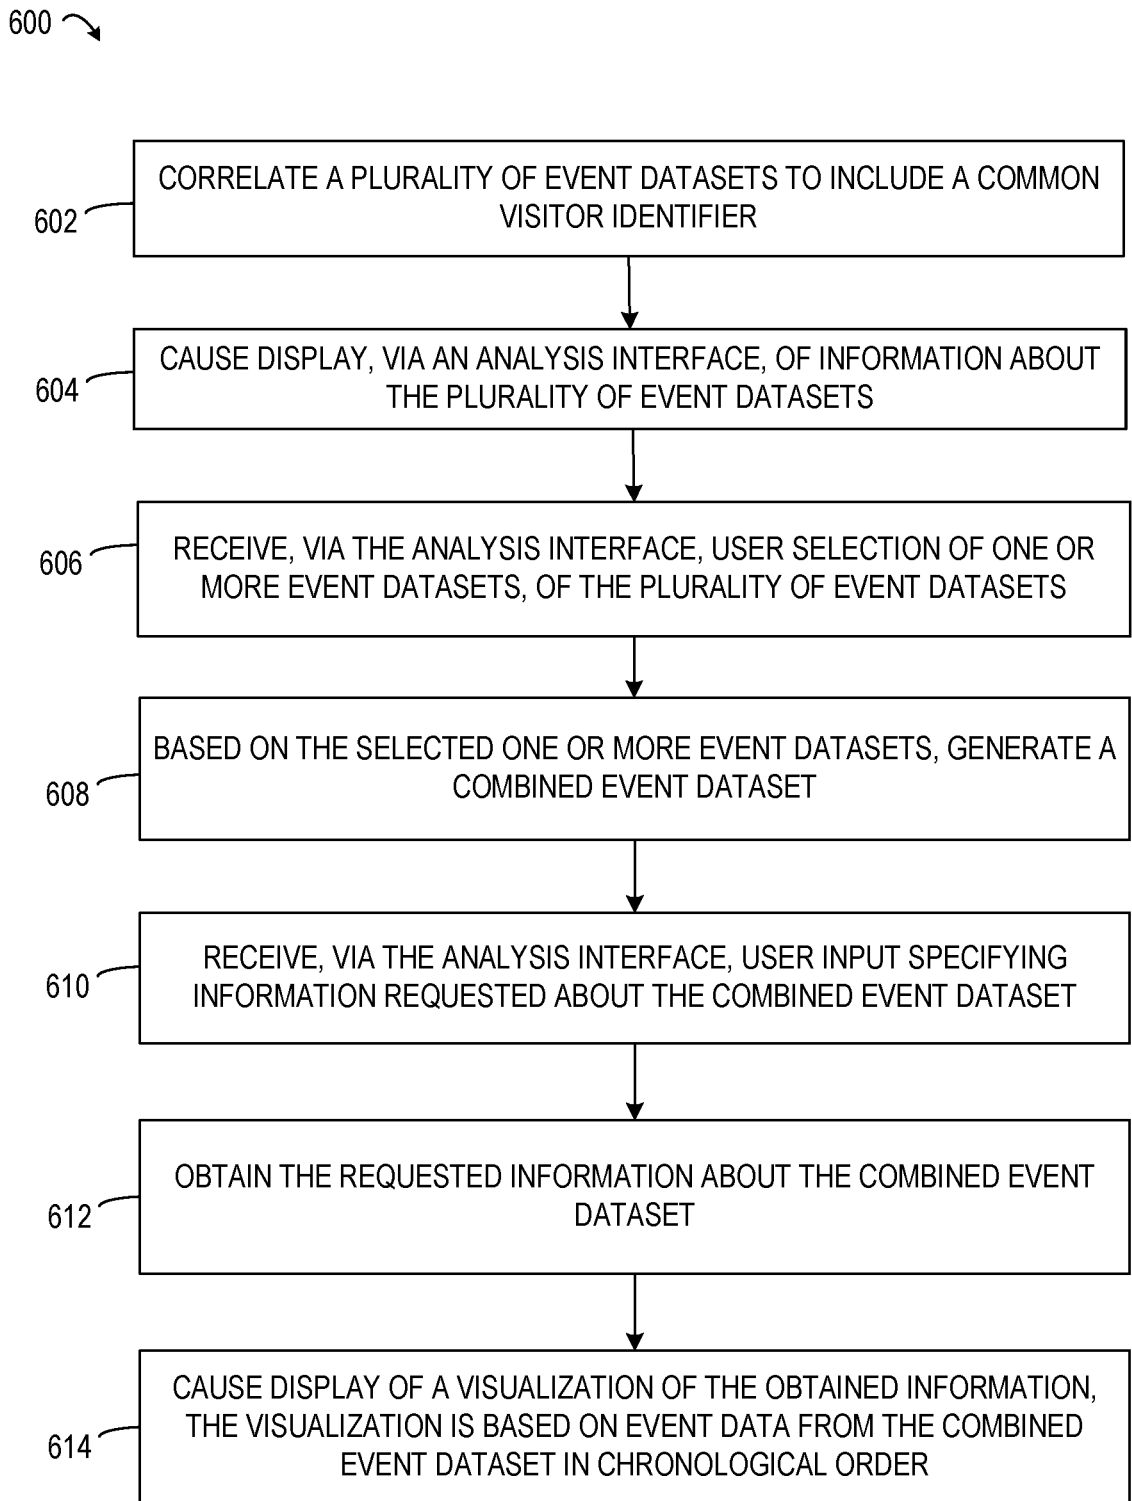 600
602
CORRELATE A PLURALITY OF EVENT DATASETS TO INCLUDE A COMMON
VISITOR IDENTIFIER
604
CAUSE DISPLAY, VIA AN ANALYSIS INTERFACE, OF INFORMATION ABOUT
THE PLURALITY OF EVENT DATASETS
606
RECEIVE, VIA THE ANALYSIS INTERFACE, USER SELECTION OF ONE OR
MORE EVENT DATASETS, OF THE PLURALITY OF EVENT DATASETS
608
BASED ON THE SELECTED ONE OR MORE EVENT DATASETS, GENERATE A
COMBINED EVENT DATASET
610
RECEIVE, VIA THE ANALYSIS INTERFACE, USER INPUT SPECIFYING
INFORMATION REQUESTED ABOUT THE COMBINED EVENT DATASET
612
OBTAIN THE REQUESTED INFORMATION ABOUT THE COMBINED EVENT
DATASET
614
CAUSE DISPLAY OF A VISUALIZATION OF THE OBTAINED INFORMATION,
THE VISUALIZATION IS BASED ON EVENT DATA FROM THE COMBINED
EVENT DATASET IN CHRONOLOGICAL ORDER